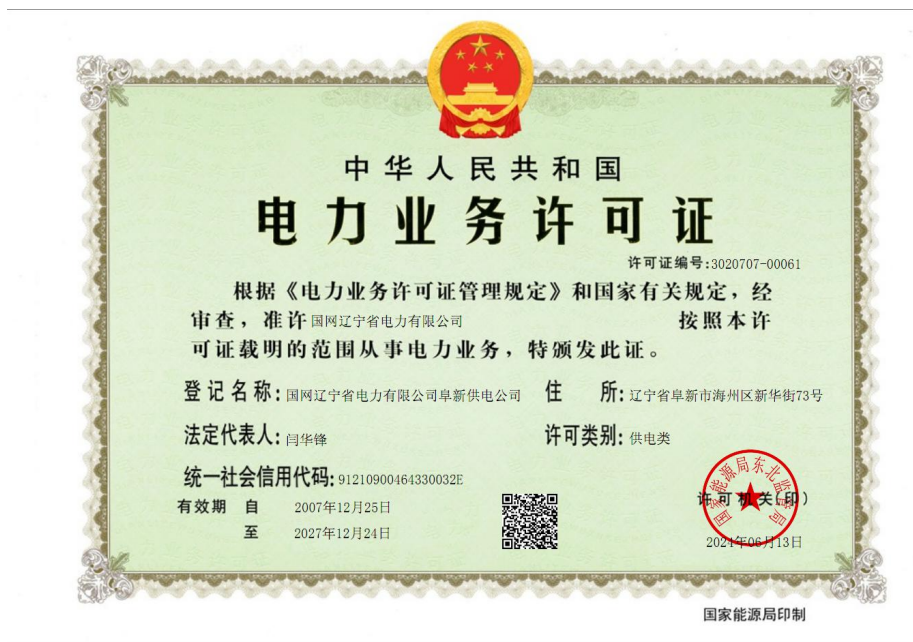 中华人民共和国
电力业务许可证
许可证编号:3020707-00061
根据《电力业务许可证管理规定》和国家有关规定，经
审查，准许 国网辽宁省电力有限公司 按照本许
可证载明的范围从事电力业务，特颁发此证。
登记名称: 国网辽宁省电力有限公司阜新供电公司 住 所: 辽宁省阜新市海州区新华街73号
法定代表人: 闫华锋 许可类别: 供电类
统一社会信用代码: 91210900464330032E
国家能源局东北监管局
有效期 自 2007年12月25日 许可机关(印)
至 2027年12月24日 2024年06月13日
国家能源局印制